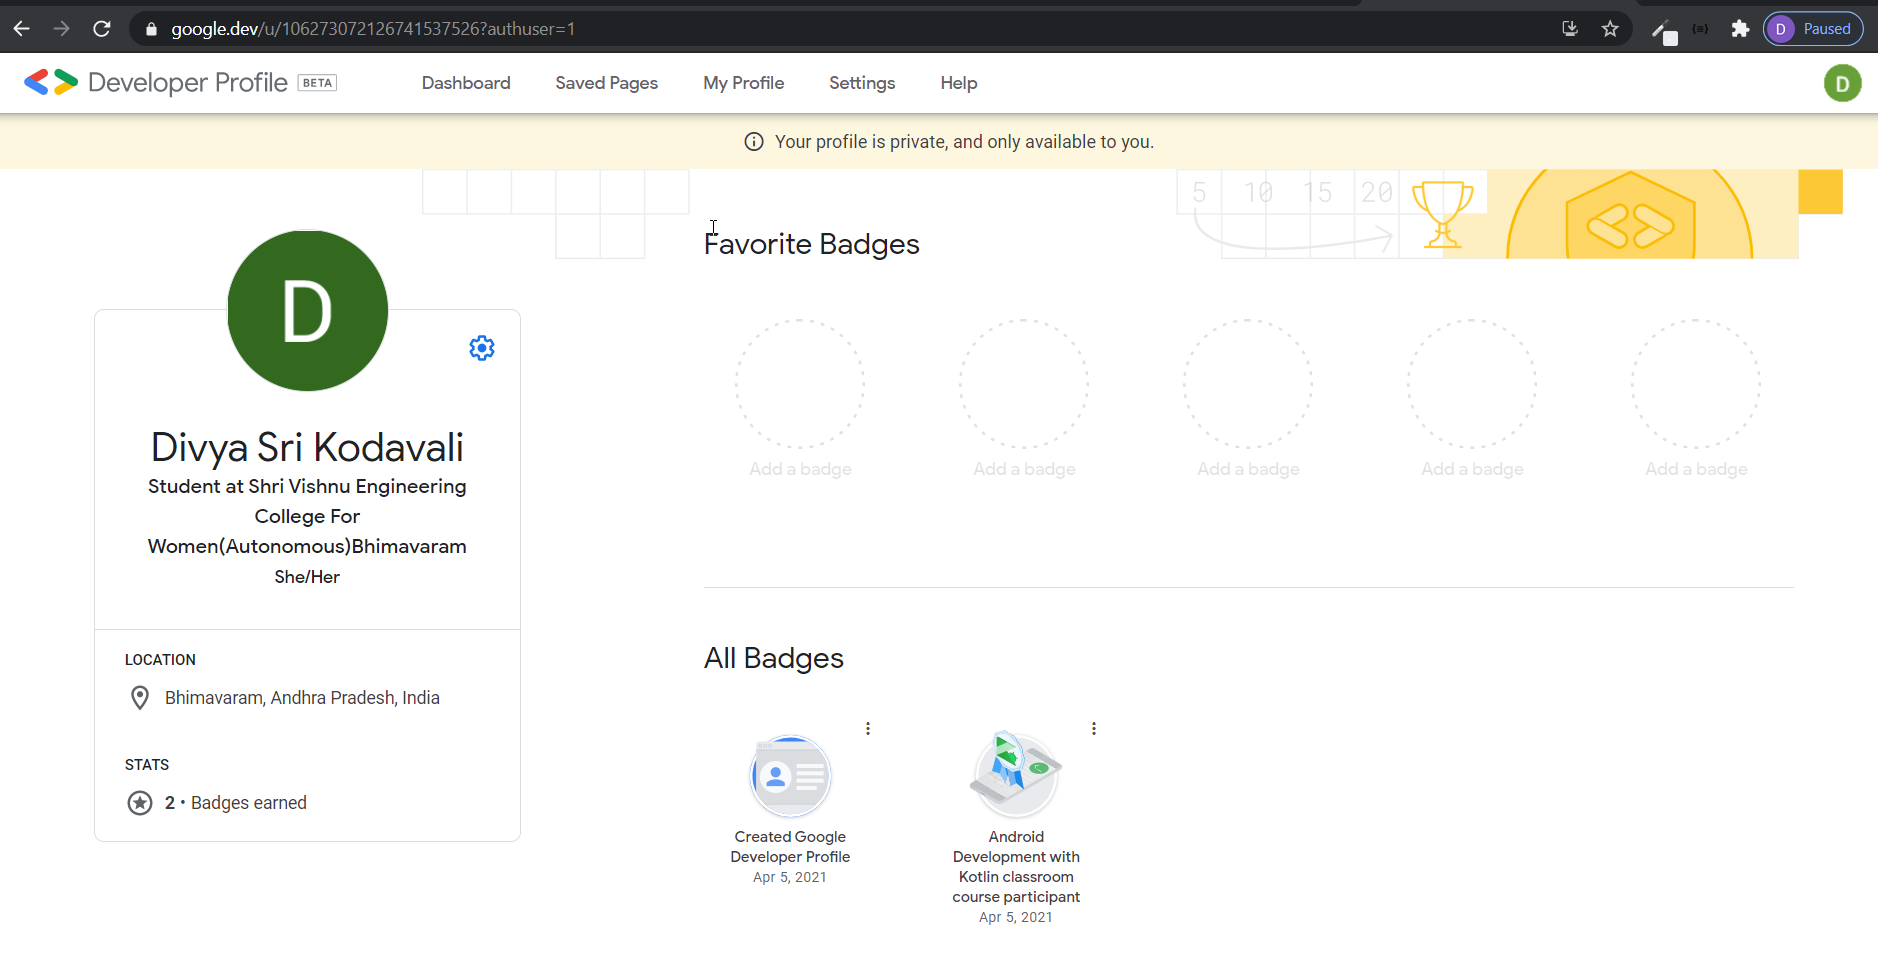 google.dev/u/106273072126741537526?authuser=1
D Paused
Developer Profile BETA
Dashboard Saved Pages My Profile Settings Help
D
Your profile is private, and only available to you.
5 10 15 20
Favorite Badges
D
Add a badge Add a badge Add a badge Add a badge Add a badge
Divya Sri Kodavali
Student at Shri Vishnu Engineering
College For
Women(Autonomous)Bhimavaram
She/Her
LOCATION
Bhimavaram, Andhra Pradesh, India
STATS
2 • Badges earned
All Badges
Created Google
Developer Profile
Apr 5, 2021
Android
Development with
Kotlin classroom
course participant
Apr 5, 2021